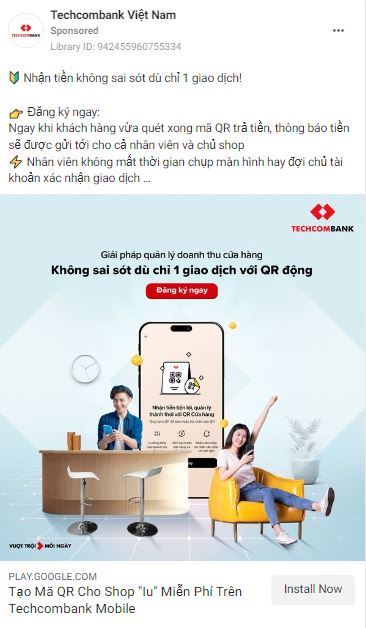 Techcombank Việt Nam
Sponsored
Library ID: 942455960755334
TECHCOMBANK
Nhận tiền không sai sót dù chỉ 1 giao dịch!
Đăng ký ngay:
Ngay khi khách hàng vừa quét xong mã QR trả tiền, thông báo tiền
sẽ được gửi tới cho cả nhân viên và chủ shop
Nhân viên không mất thời gian chụp màn hình hay đợi chủ tài
khoản xác nhận giao dịch ...
TECHCOMBANK
Giải pháp quản lý doanh thu cửa hàng
Không sai sót dù chỉ 1 giao dịch với QR động
Đăng ký ngay
Nhận tiền tiện lợi, quản lý
thành thơi với QR Cửa hàng
VƯỢT TRỘI MỖI NGÀY
PLAY.GOOGLE.COM
Tạo Mã QR Cho Shop "Iu" Miễn Phí Trên
Techcombank Mobile
Install Now